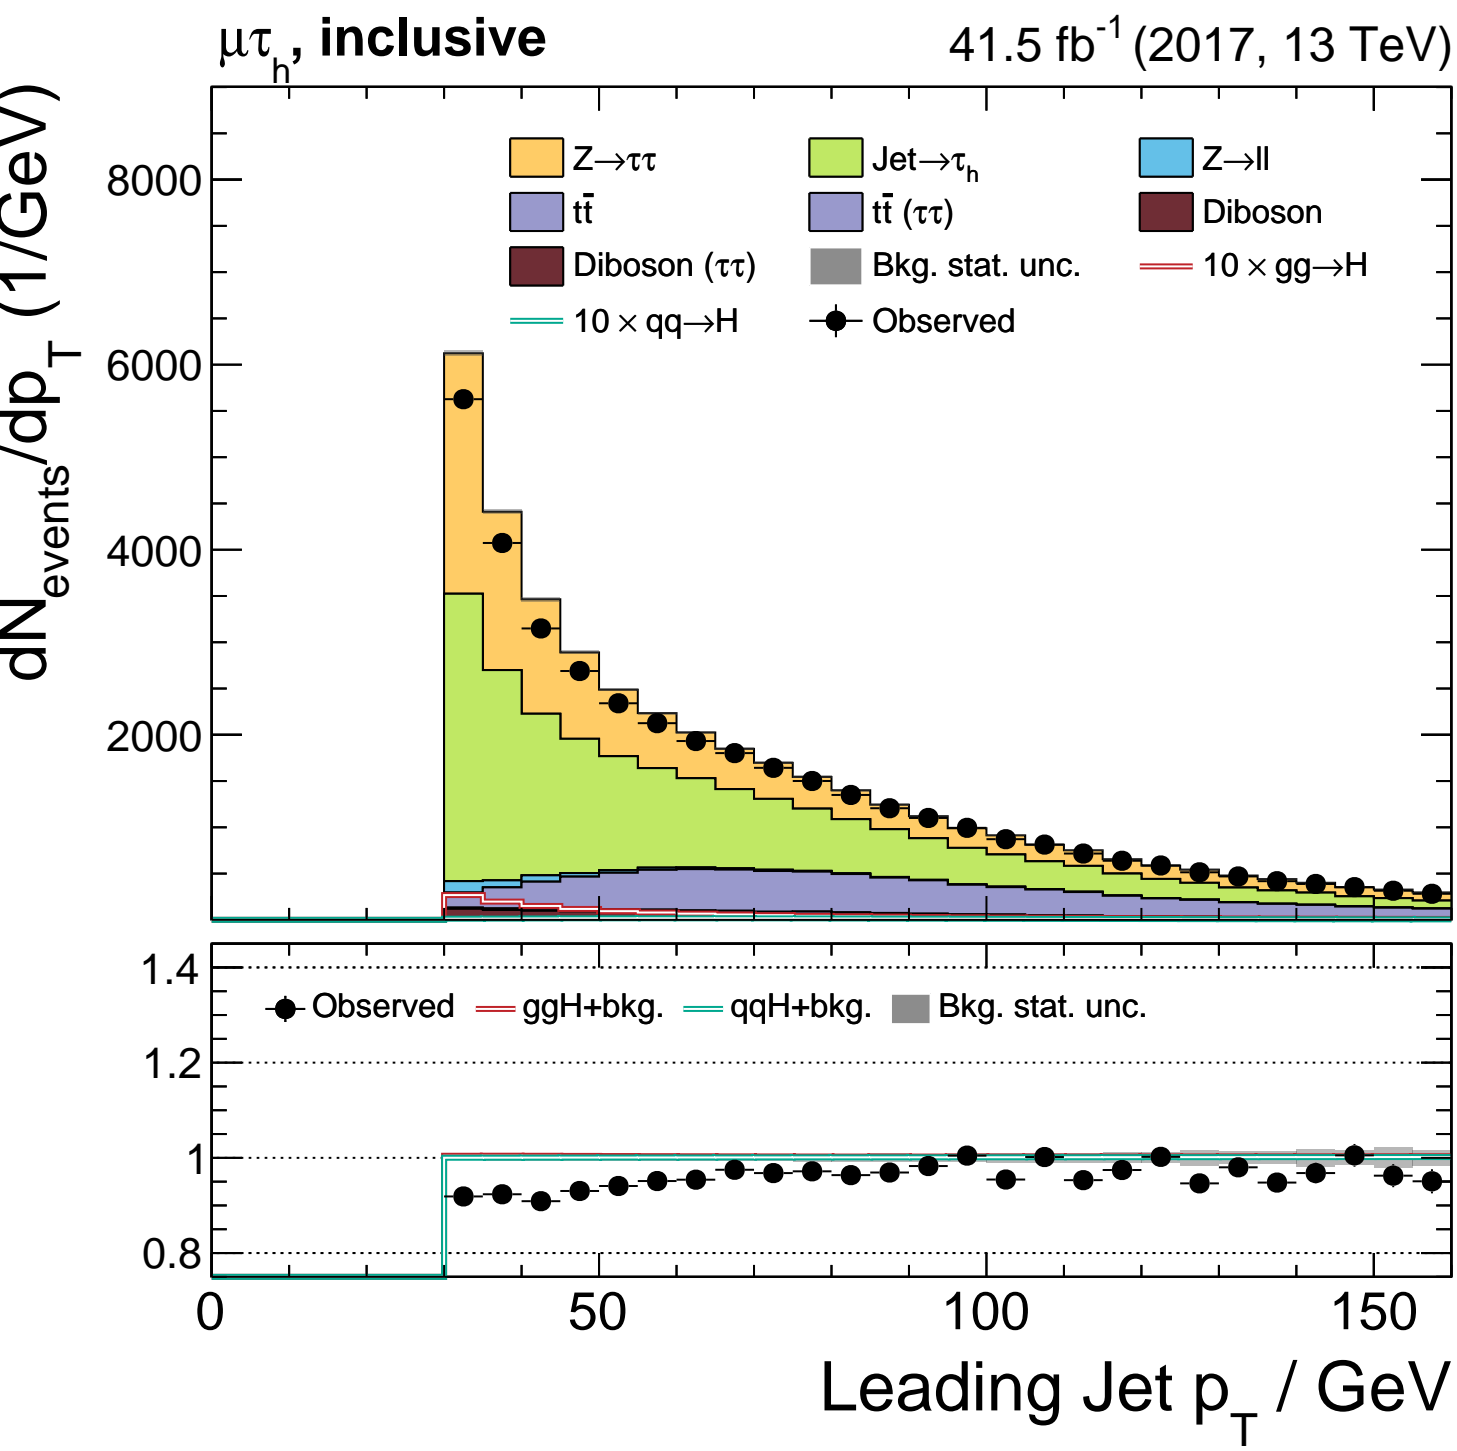 μτh, inclusive 41.5 fb-1 (2017, 13 TeV)
dNevents/dpT (1/GeV)
8000
6000
4000
2000
Z→ττ Jet→τh Z→ll
tt̄ tt̄ (ττ) Diboson
Diboson (ττ) Bkg. stat. unc. 10 × gg→H
10 × qq→H Observed
1.4
1.2
1
0.8
Observed ggH+bkg. qqH+bkg. Bkg. stat. unc.
0 50 100 150
Leading Jet pT / GeV